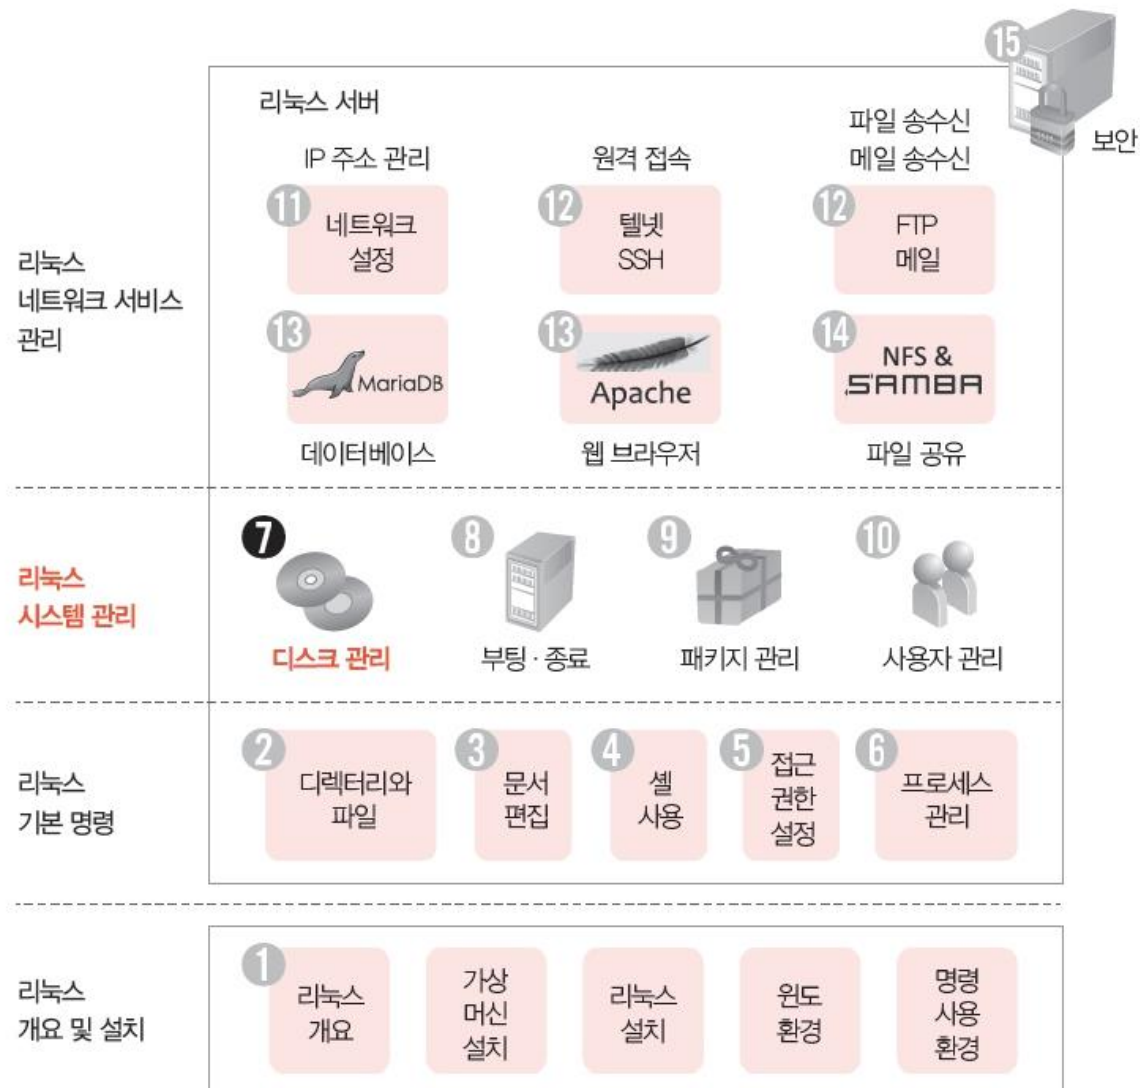 15
보안
리눅스 서버
파일 송수신
IP 주소 관리
원격 접속
메일 송수신
11
네트워크
설정
12
텔넷
SSH
12
FTP
메일
리눅스
네트워크 서비스
관리
13
MariaDB
13
Apache
14
NFS &
SAMBA
데이터베이스
웹 브라우저
파일 공유
리눅스
시스템 관리
7
디스크 관리
8
부팅 · 종료
9
패키지 관리
10
사용자 관리
리눅스
기본 명령
2
디렉터리와
파일
3
문서
편집
4
셸
사용
5
접근
권한
설정
6
프로세스
관리
리눅스
개요 및 설치
1
리눅스
개요
가상
머신
설치
리눅스
설치
윈도
환경
명령
사용
환경